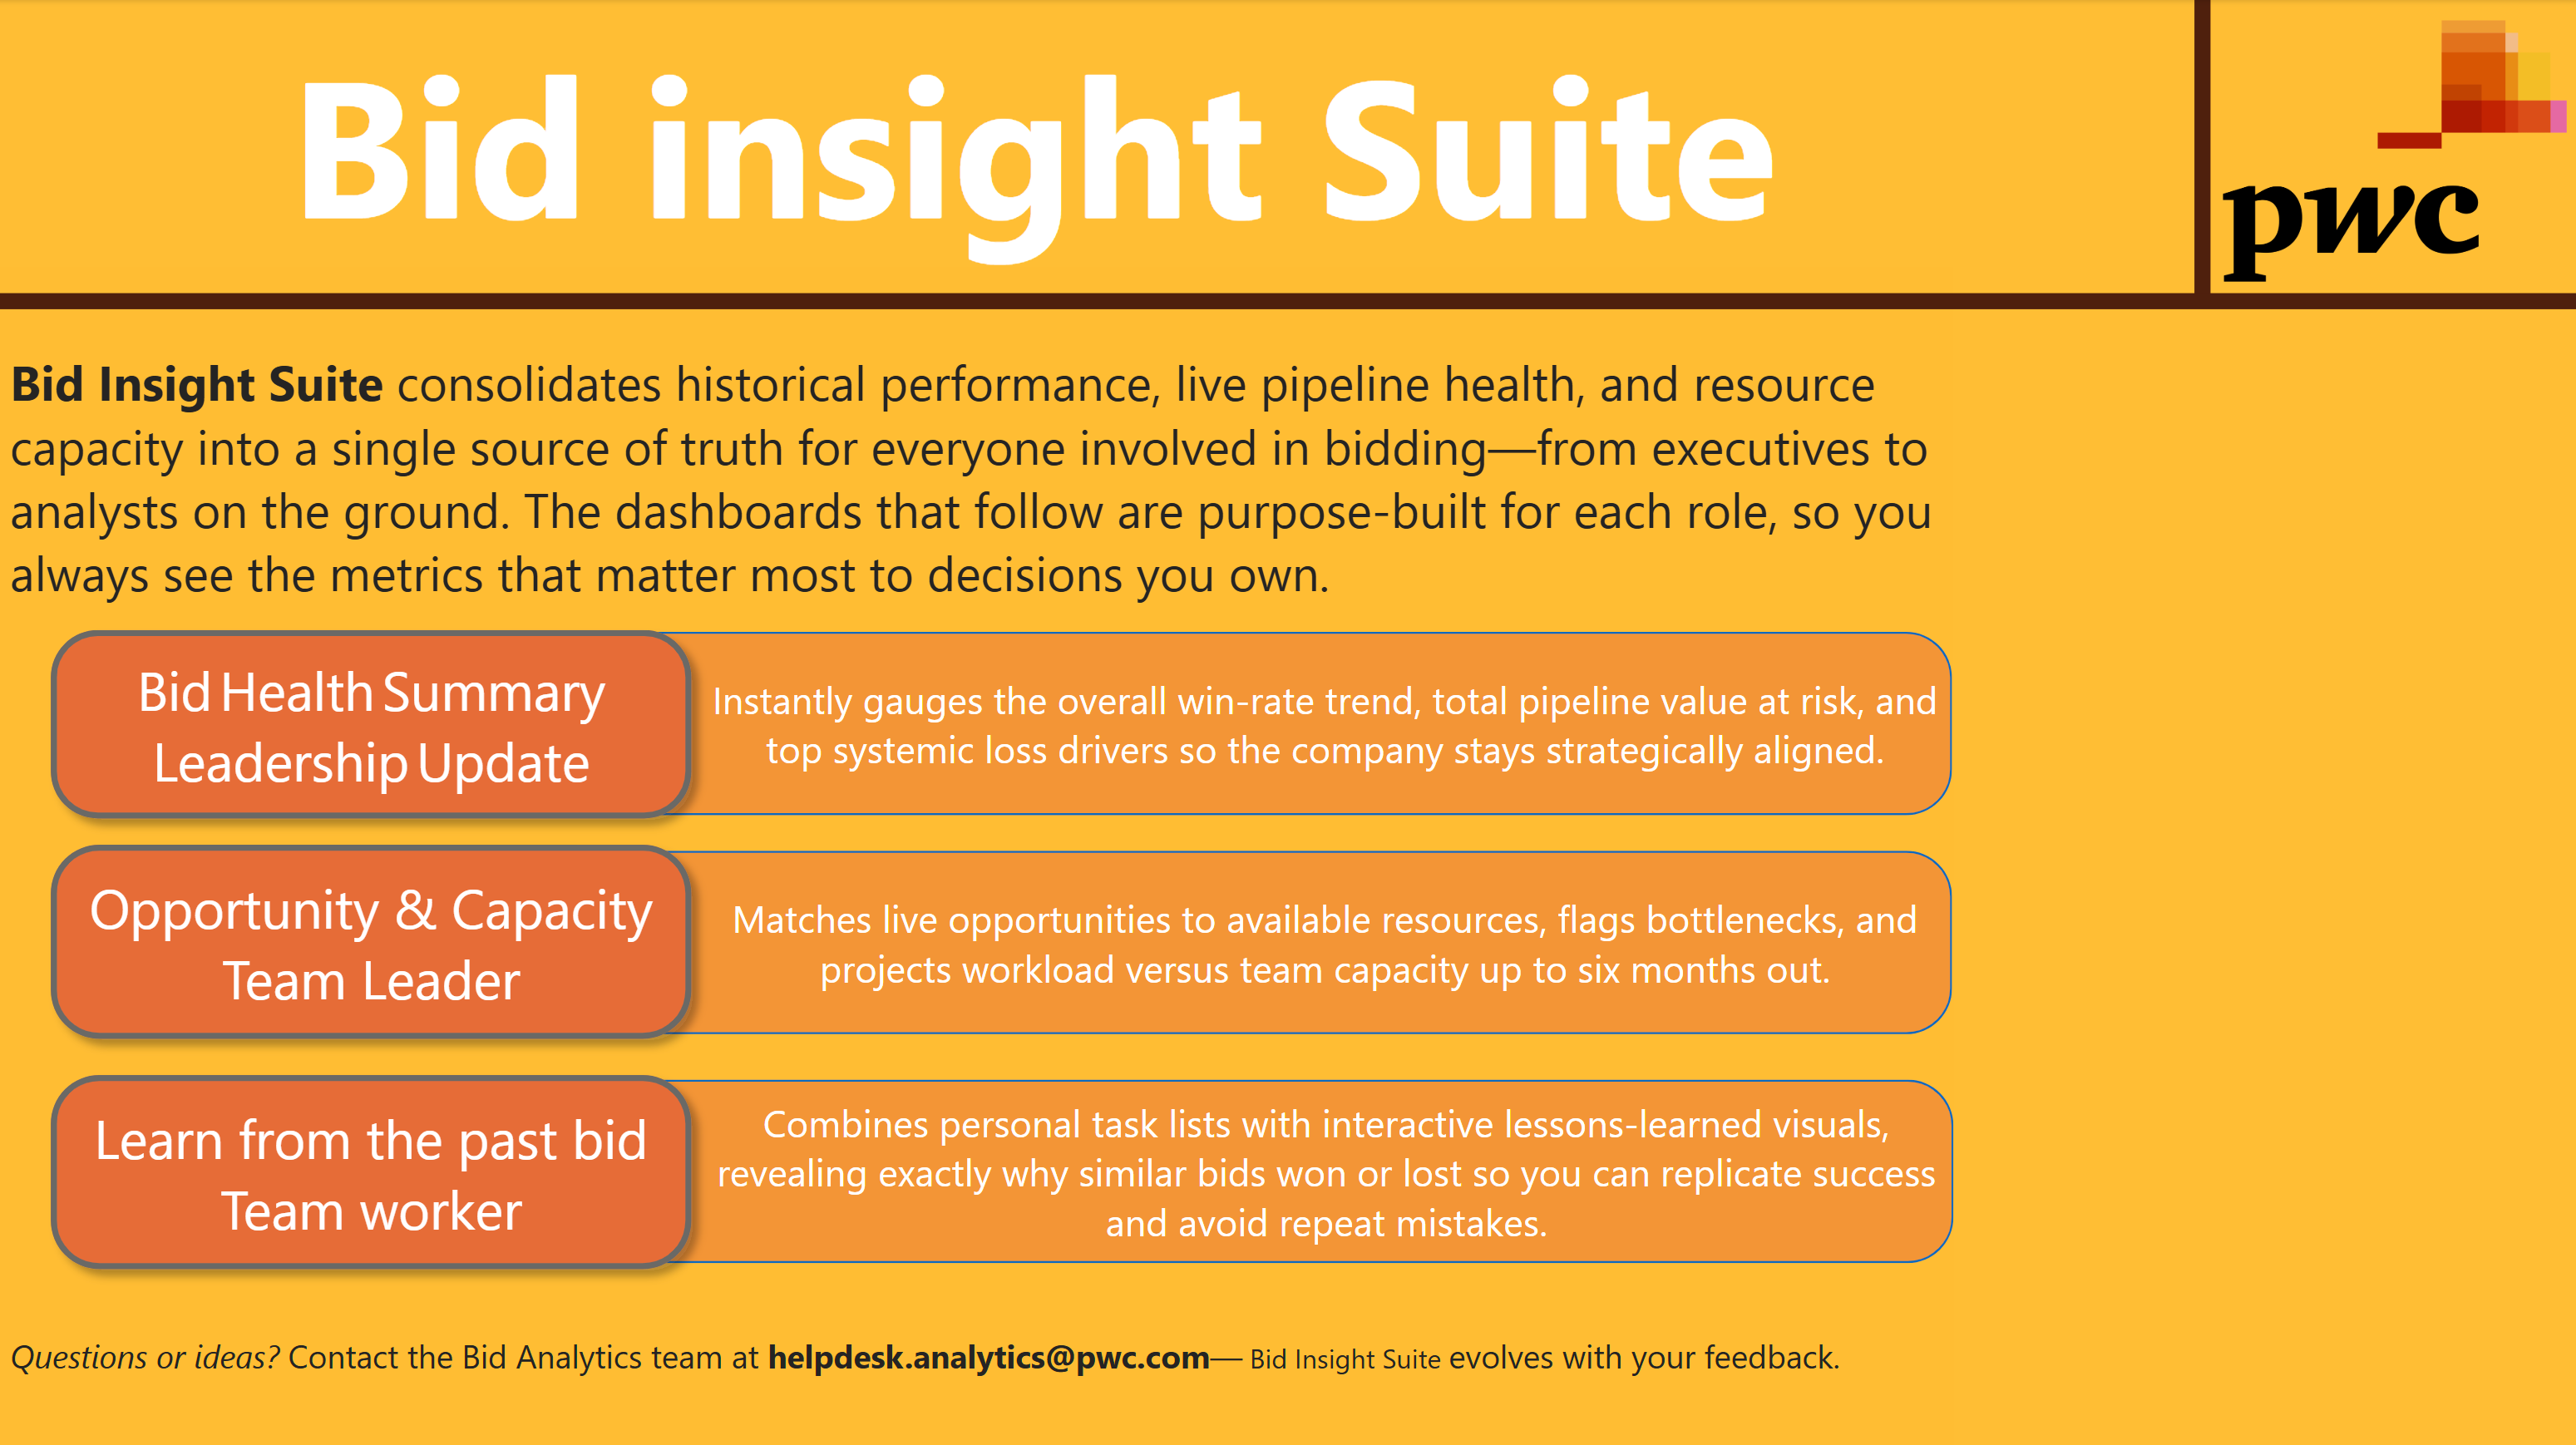 Bid insight Suite
pwc
Bid Insight Suite consolidates historical performance, live pipeline health, and resource
capacity into a single source of truth for everyone involved in bidding—from executives to
analysts on the ground. The dashboards that follow are purpose-built for each role, so you
always see the metrics that matter most to decisions you own.
Bid Health Summary
Leadership Update
Instantly gauges the overall win-rate trend, total pipeline value at risk, and
top systemic loss drivers so the company stays strategically aligned.
Opportunity & Capacity
Team Leader
Matches live opportunities to available resources, flags bottlenecks, and
projects workload versus team capacity up to six months out.
Learn from the past bid
Team worker
Combines personal task lists with interactive lessons-learned visuals,
revealing exactly why similar bids won or lost so you can replicate success
and avoid repeat mistakes.
Questions or ideas? Contact the Bid Analytics team at helpdesk.analytics@pwc.com— Bid Insight Suite evolves with your feedback.